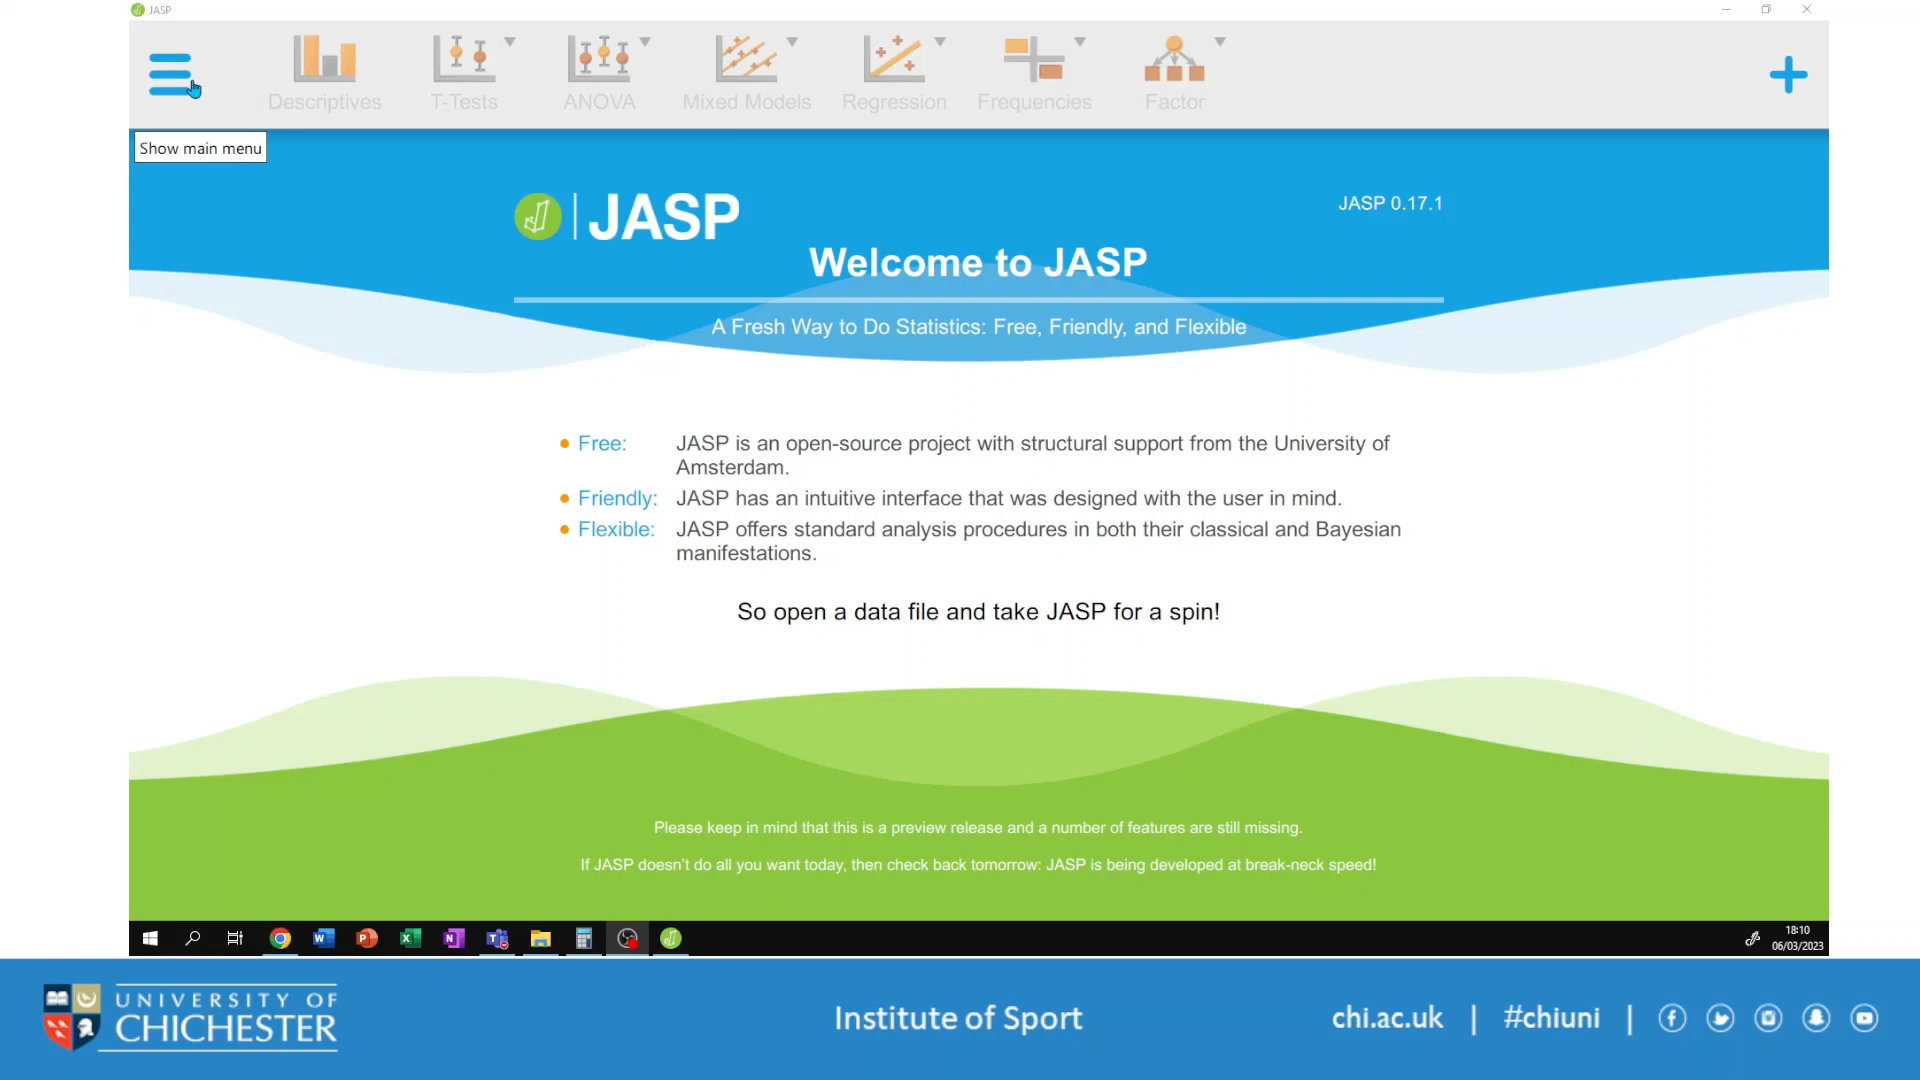 JASP
Descriptives
T-Tests
ANOVA
Mixed Models
Regression
Frequencies
Factor
Show main menu
JASP
JASP 0.17.1
Welcome to JASP
A Fresh Way to Do Statistics: Free, Friendly, and Flexible
Free: JASP is an open-source project with structural support from the University of
Amsterdam.
Friendly: JASP has an intuitive interface that was designed with the user in mind.
Flexible: JASP offers standard analysis procedures in both their classical and Bayesian
manifestations.
So open a data file and take JASP for a spin!
Please keep in mind that this is a preview release and a number of features are still missing.
If JASP doesn't do all you want today, then check back tomorrow: JASP is being developed at break-neck speed!
18:10
06/03/2023
UNIVERSITY OF
CHICHESTER
Institute of Sport
chi.ac.uk | #chiuni |